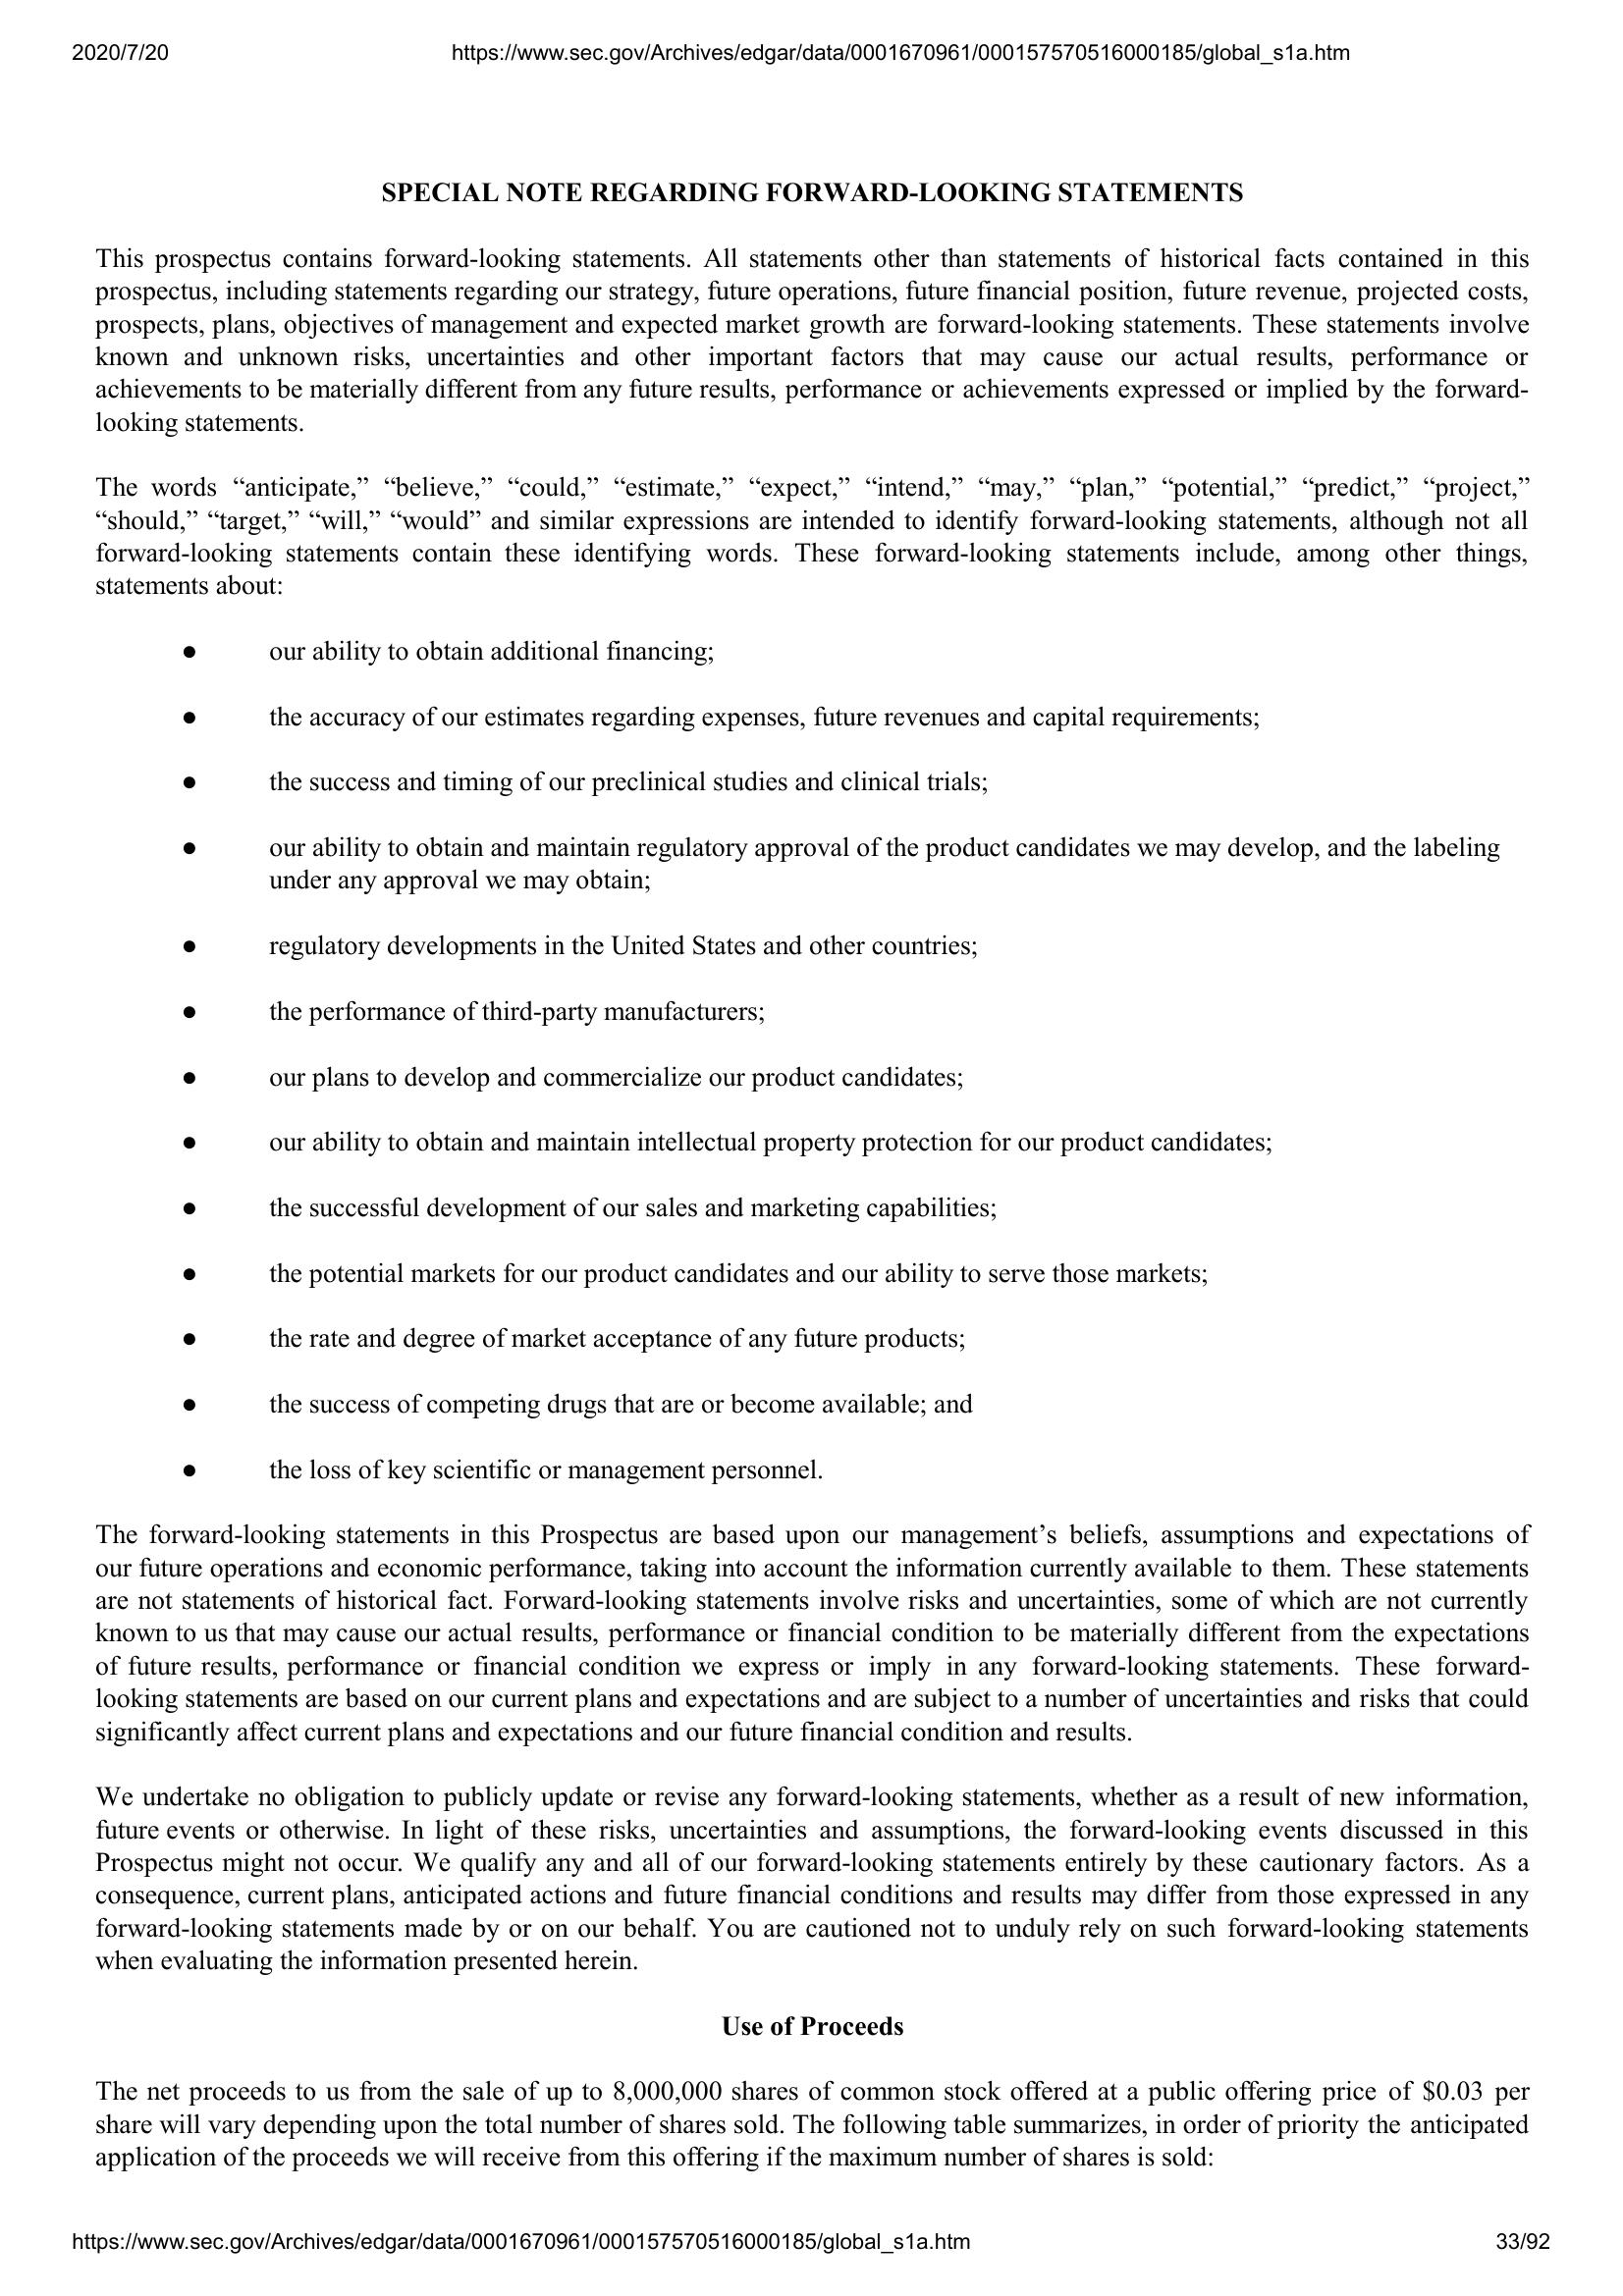 2020/7/20 https://www.sec.gov/Archives/edgar/data/0001670961/000157570516000185/global_s1a.htm
SPECIAL NOTE REGARDING FORWARD-LOOKING STATEMENTS
This prospectus contains forward-looking statements. All statements other than statements of historical facts contained in this
prospectus, including statements regarding our strategy, future operations, future financial position, future revenue, projected costs,
prospects, plans, objectives of management and expected market growth are forward-looking statements. These statements involve
known and unknown risks, uncertainties and other important factors that may cause our actual results, performance or
achievements to be materially different from any future results, performance or achievements expressed or implied by the forward-
looking statements.
The words “anticipate,” “believe,” “could,” “estimate,” “expect,” “intend,” “may,” “plan,” “potential,” “predict,” “project,”
“should,” “target,” “will,” “would” and similar expressions are intended to identify forward-looking statements, although not all
forward-looking statements contain these identifying words. These forward-looking statements include, among other things,
statements about:
● our ability to obtain additional financing;
● the accuracy of our estimates regarding expenses, future revenues and capital requirements;
● the success and timing of our preclinical studies and clinical trials;
● our ability to obtain and maintain regulatory approval of the product candidates we may develop, and the labeling
under any approval we may obtain;
● regulatory developments in the United States and other countries;
● the performance of third-party manufacturers;
● our plans to develop and commercialize our product candidates;
● our ability to obtain and maintain intellectual property protection for our product candidates;
● the successful development of our sales and marketing capabilities;
● the potential markets for our product candidates and our ability to serve those markets;
● the rate and degree of market acceptance of any future products;
● the success of competing drugs that are or become available; and
● the loss of key scientific or management personnel.
The forward-looking statements in this Prospectus are based upon our management’s beliefs, assumptions and expectations of
our future operations and economic performance, taking into account the information currently available to them. These statements
are not statements of historical fact. Forward-looking statements involve risks and uncertainties, some of which are not currently
known to us that may cause our actual results, performance or financial condition to be materially different from the expectations
of future results, performance or financial condition we express or imply in any forward-looking statements. These forward-
looking statements are based on our current plans and expectations and are subject to a number of uncertainties and risks that could
significantly affect current plans and expectations and our future financial condition and results.
We undertake no obligation to publicly update or revise any forward-looking statements, whether as a result of new information,
future events or otherwise. In light of these risks, uncertainties and assumptions, the forward-looking events discussed in this
Prospectus might not occur. We qualify any and all of our forward-looking statements entirely by these cautionary factors. As a
consequence, current plans, anticipated actions and future financial conditions and results may differ from those expressed in any
forward-looking statements made by or on our behalf. You are cautioned not to unduly rely on such forward-looking statements
when evaluating the information presented herein.
Use of Proceeds
The net proceeds to us from the sale of up to 8,000,000 shares of common stock offered at a public offering price of $0.03 per
share will vary depending upon the total number of shares sold. The following table summarizes, in order of priority the anticipated
application of the proceeds we will receive from this offering if the maximum number of shares is sold:
https://www.sec.gov/Archives/edgar/data/0001670961/000157570516000185/global_s1a.htm 33/92